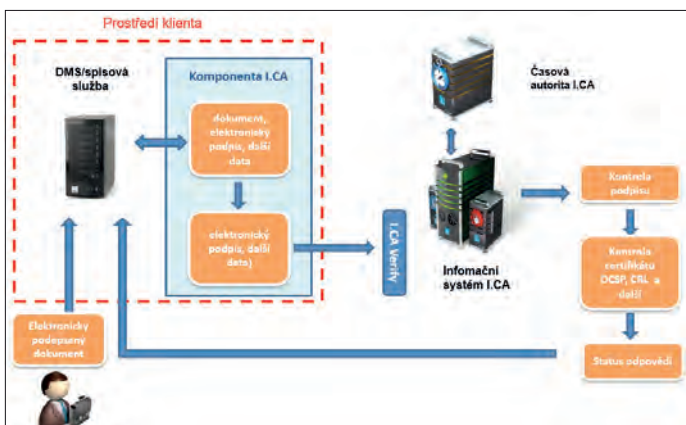 Prostředí klienta
DMS/spisová
služba
Komponenta I.CA
dokument,
elektronický
podpis, další
data
elektronický
podpis, další
data)
I.CA Verify
Časová
autorita I.CA
Infomační
systém I.CA
Kontrola
podpisu
Kontrola
certifikátů
OCSP, CRL a
další
Status odpovědi
Elektronicky
podepsaný
dokument